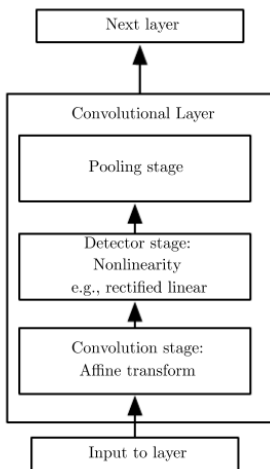 Next layer
Convolutional Layer
Pooling stage
Detector stage:
Nonlinearity
e.g., rectified linear
Convolution stage:
Affine transform
Input to layer